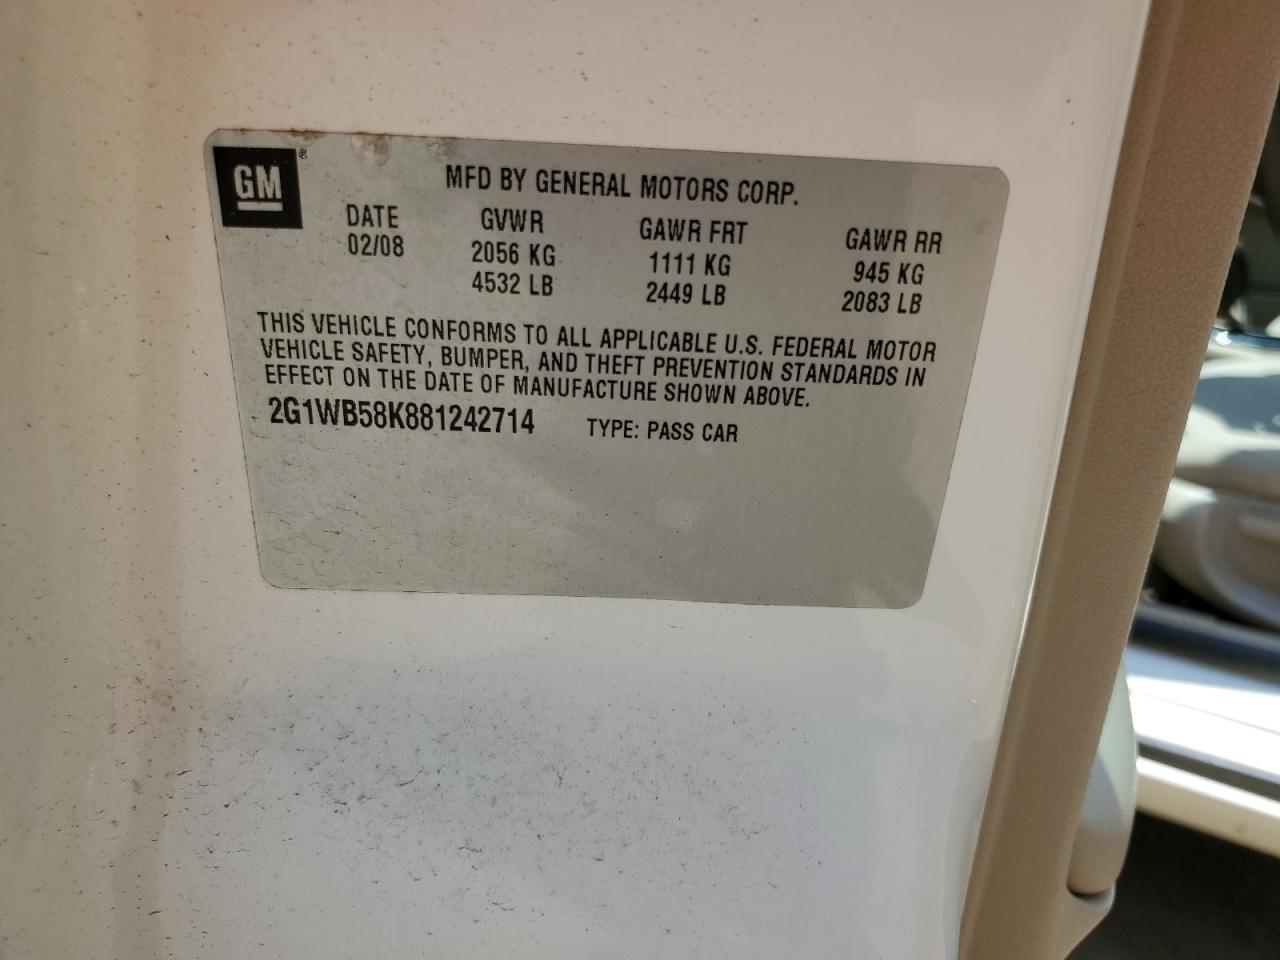 GM ®
MFD BY GENERAL MOTORS CORP.
DATE GVWR GAWR FRT GAWR RR
02/08 2056 KG 1111 KG 945 KG
4532 LB 2449 LB 2083 LB
THIS VEHICLE CONFORMS TO ALL APPLICABLE U.S. FEDERAL MOTOR
VEHICLE SAFETY, BUMPER, AND THEFT PREVENTION STANDARDS IN
EFFECT ON THE DATE OF MANUFACTURE SHOWN ABOVE.
2G1WB58K881242714 TYPE: PASS CAR